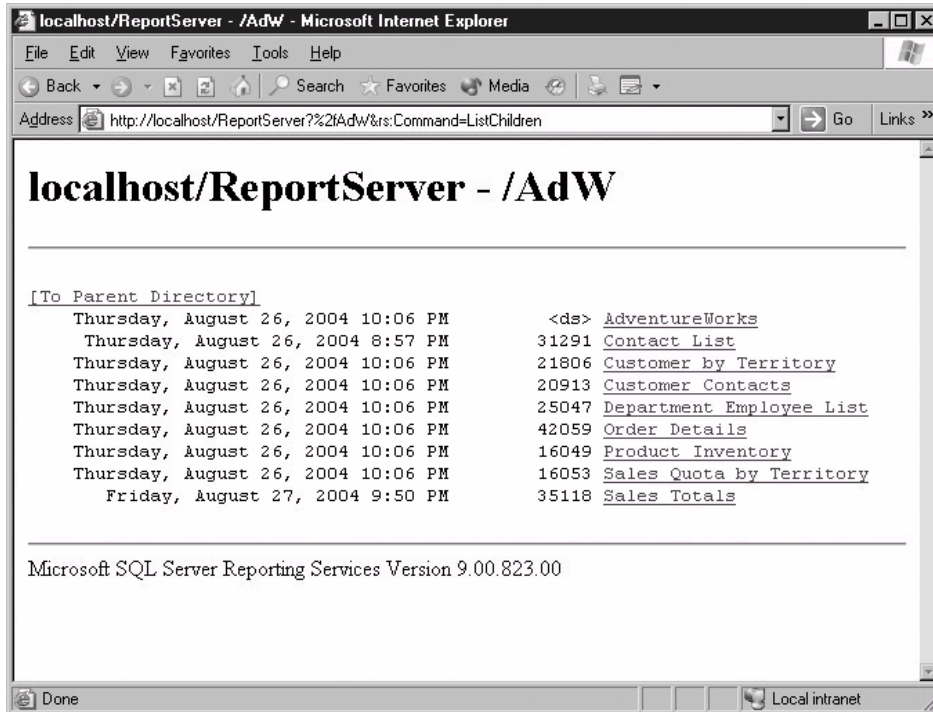 localhost/ReportServer - /AdW - Microsoft Internet Explorer
File Edit View Favorites Tools Help
Back Search Favorites Media
Address http://localhost/ReportServer?%2fAdW&rs:Command=ListChildren Go Links »
localhost/ReportServer - /AdW
[To Parent Directory]
Thursday, August 26, 2004 10:06 PM <ds> AdventureWorks
Thursday, August 26, 2004 8:57 PM 31291 Contact List
Thursday, August 26, 2004 10:06 PM 21806 Customer by Territory
Thursday, August 26, 2004 10:06 PM 20913 Customer Contacts
Thursday, August 26, 2004 10:06 PM 25047 Department Employee List
Thursday, August 26, 2004 10:06 PM 42059 Order Details
Thursday, August 26, 2004 10:06 PM 16049 Product Inventory
Thursday, August 26, 2004 10:06 PM 16053 Sales Quota by Territory
Friday, August 27, 2004 9:50 PM 35118 Sales Totals
Microsoft SQL Server Reporting Services Version 9.00.823.00
Done Local intranet